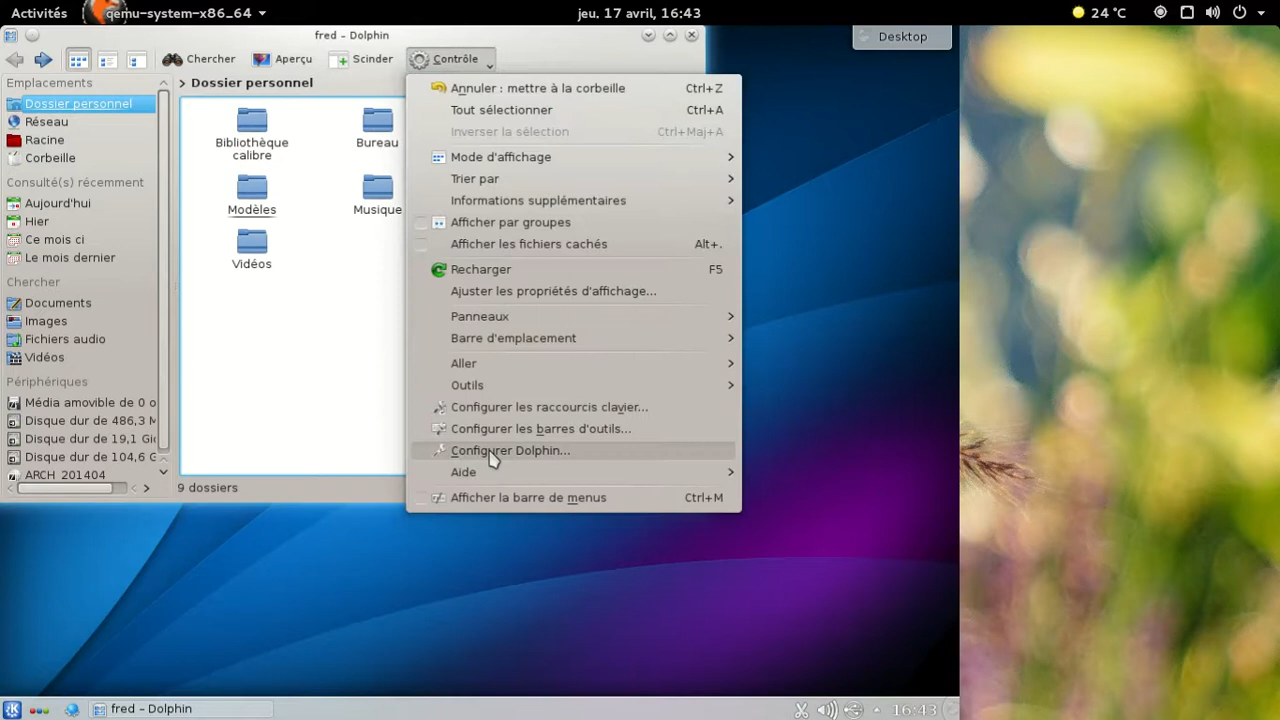 Activités
qemu-system-x86_64
jeu. 17 avril, 16:43
24 °C
fred – Dolphin
Desktop
Chercher
Aperçu
Scinder
Contrôle
Emplacements
Dossier personnel
Réseau
Racine
Corbeille
Consulté(s) récemment
Aujourd'hui
Hier
Ce mois ci
Le mois dernier
Chercher
Documents
Images
Fichiers audio
Vidéos
Périphériques
Média amovible de 0 o
Disque dur de 486,3 M
Disque dur de 19,1 Gio
Disque dur de 104,6 G
ARCH_201404
> Dossier personnel
Bibliothèque
calibre
Bureau
Modèles
Musique
Vidéos
9 dossiers
Annuler : mettre à la corbeille Ctrl+Z
Tout sélectionner Ctrl+A
Inverser la sélection Ctrl+Maj+A
Mode d'affichage
Trier par
Informations supplémentaires
Afficher par groupes
Afficher les fichiers cachés Alt+.
Recharger F5
Ajuster les propriétés d'affichage...
Panneaux
Barre d'emplacement
Aller
Outils
Configurer les raccourcis clavier...
Configurer les barres d'outils...
Configurer Dolphin...
Aide
Afficher la barre de menus Ctrl+M
fred – Dolphin
16:43